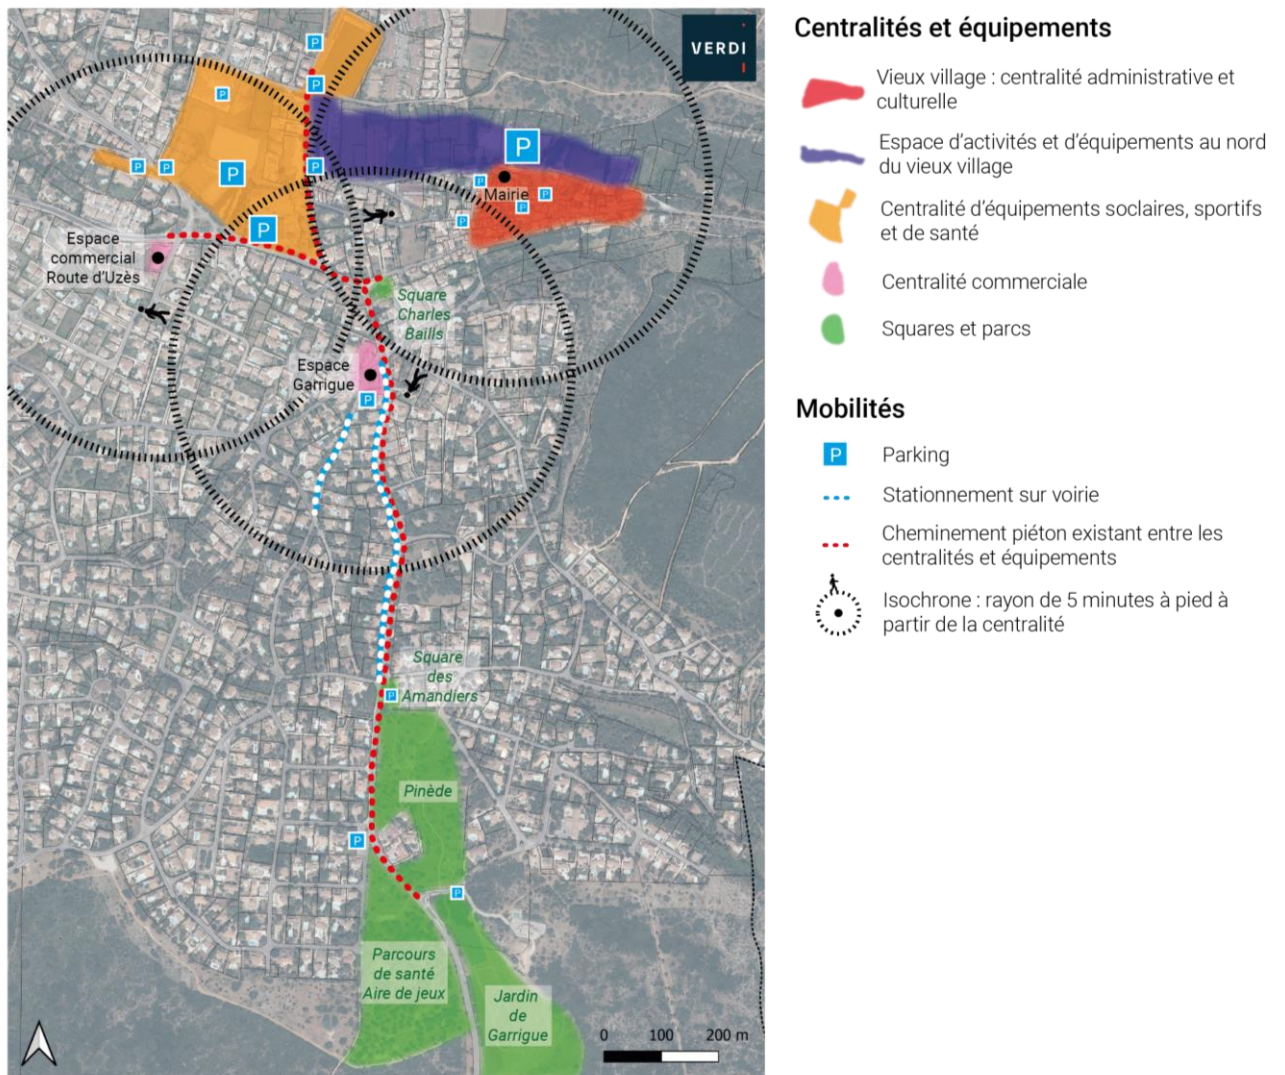 VERDI
P
P
P
P
P
P
P
P
P
P
P
P
P
Mairie
P
Espace
commercial
Route d'Uzès
Square
Charles
Baills
Espace
Garrigue
P
Square
des
Amandiers
P
Pinède
P
P
Parcours
de santé
Aire de jeux
Jardin
de
Garrigue
0 100 200 m
Centralités et équipements
Vieux village : centralité administrative et
culturelle
Espace d'activités et d'équipements au nord
du vieux village
Centralité d'équipements soclaires, sportifs
et de santé
Centralité commerciale
Squares et parcs
Mobilités
P Parking
Stationnement sur voirie
Cheminement piéton existant entre les
centralités et équipements
Isochrone : rayon de 5 minutes à pied à
partir de la centralité